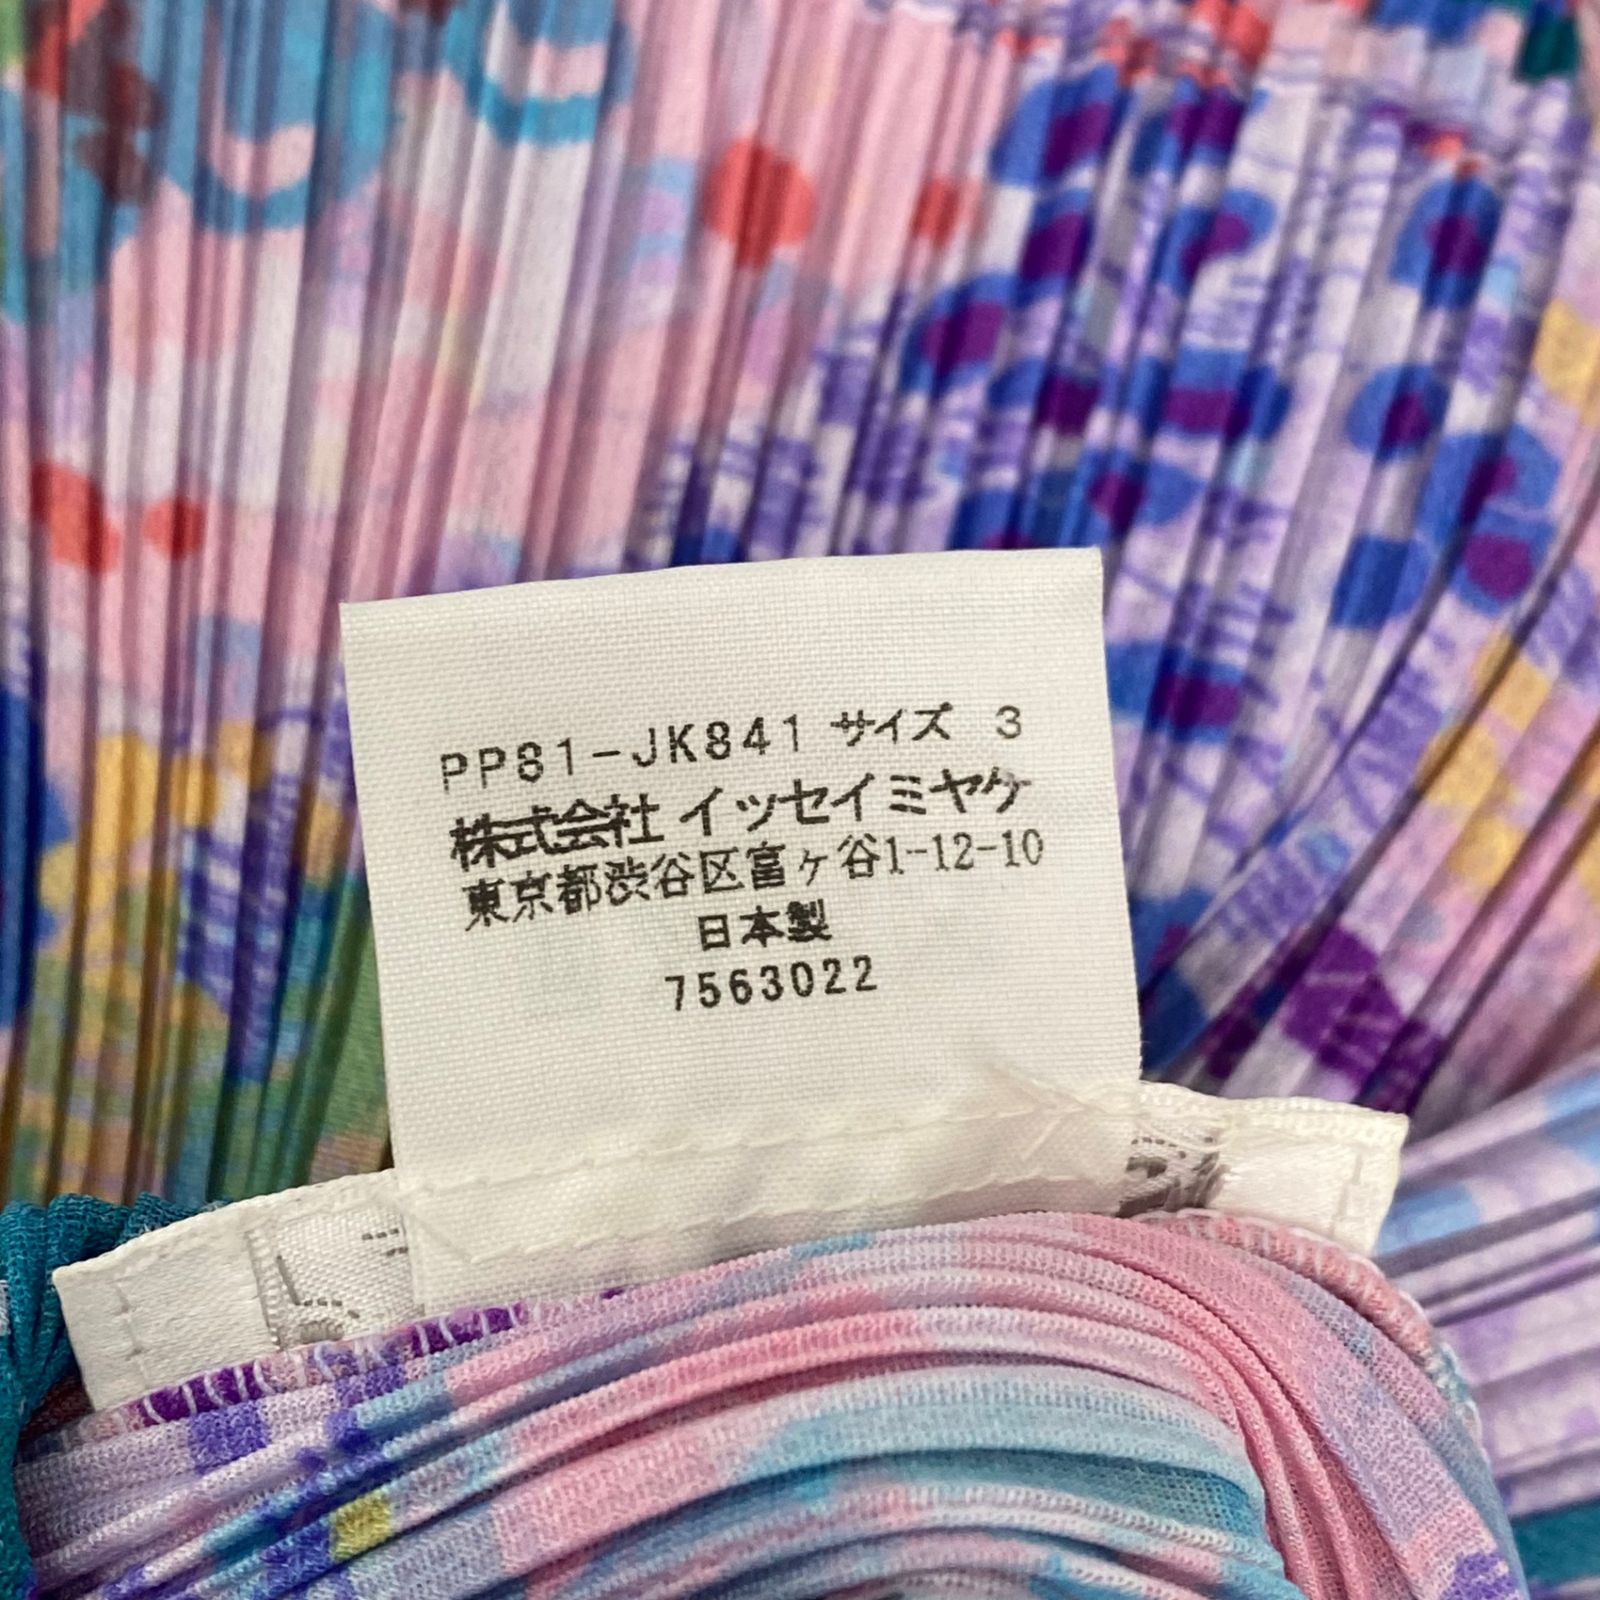 PP81-JK841 サイズ 3
株式会社 イッセイミヤケ
東京都渋谷区富ヶ谷1-12-10
日本製
7563022